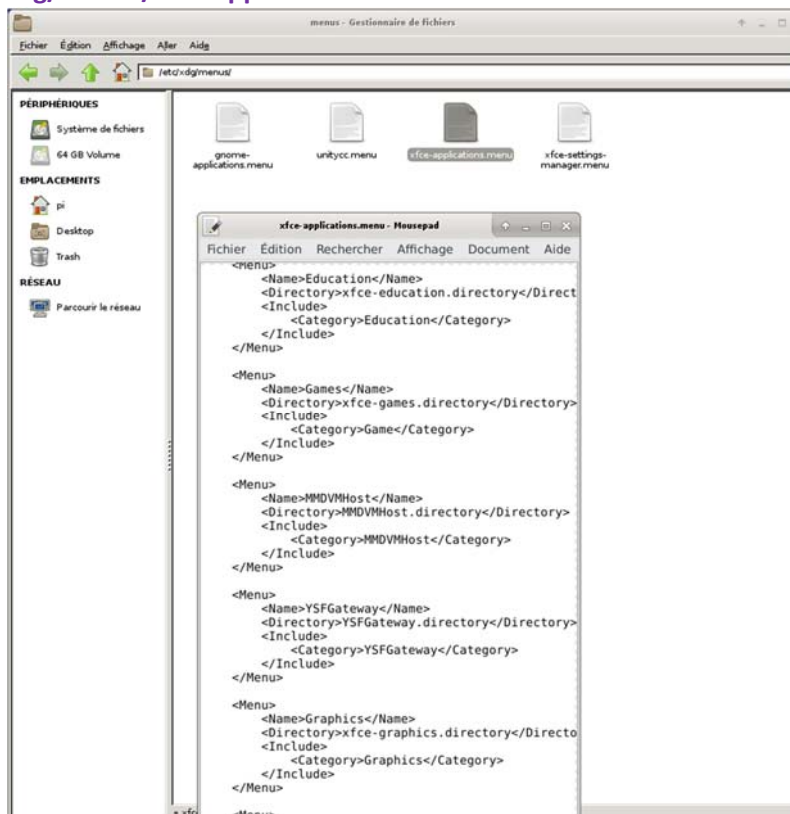 menus - Gestionnaire de fichiers
Fichier Édition Affichage Aller Aide
/etc/xdg/menus/
PÉRIPHÉRIQUES
Système de fichiers
64 GB Volume
EMPLACEMENTS
pi
Desktop
Trash
RÉSEAU
Parcourir le réseau
gnome-
applications.menu
unitycc.menu
xfce-applications.menu
xfce-settings-
manager.menu
xfce-applications.menu - Mousepad
Fichier Édition Rechercher Affichage Document Aide
<Menu>
<Name>Education</Name>
<Directory>xfce-education.directory</Direct
<Include>
<Category>Education</Category>
</Include>
</Menu>
<Menu>
<Name>Games</Name>
<Directory>xfce-games.directory</Directory>
<Include>
<Category>Game</Category>
</Include>
</Menu>
<Menu>
<Name>MMDVMHost</Name>
<Directory>MMDVMHost.directory</Directory>
<Include>
<Category>MMDVMHost</Category>
</Include>
</Menu>
<Menu>
<Name>YSFGateway</Name>
<Directory>YSFGateway.directory</Directory>
<Include>
<Category>YSFGateway</Category>
</Include>
</Menu>
<Menu>
<Name>Graphics</Name>
<Directory>xfce-graphics.directory</Directo
<Include>
<Category>Graphics</Category>
</Include>
</Menu>
<Menu>